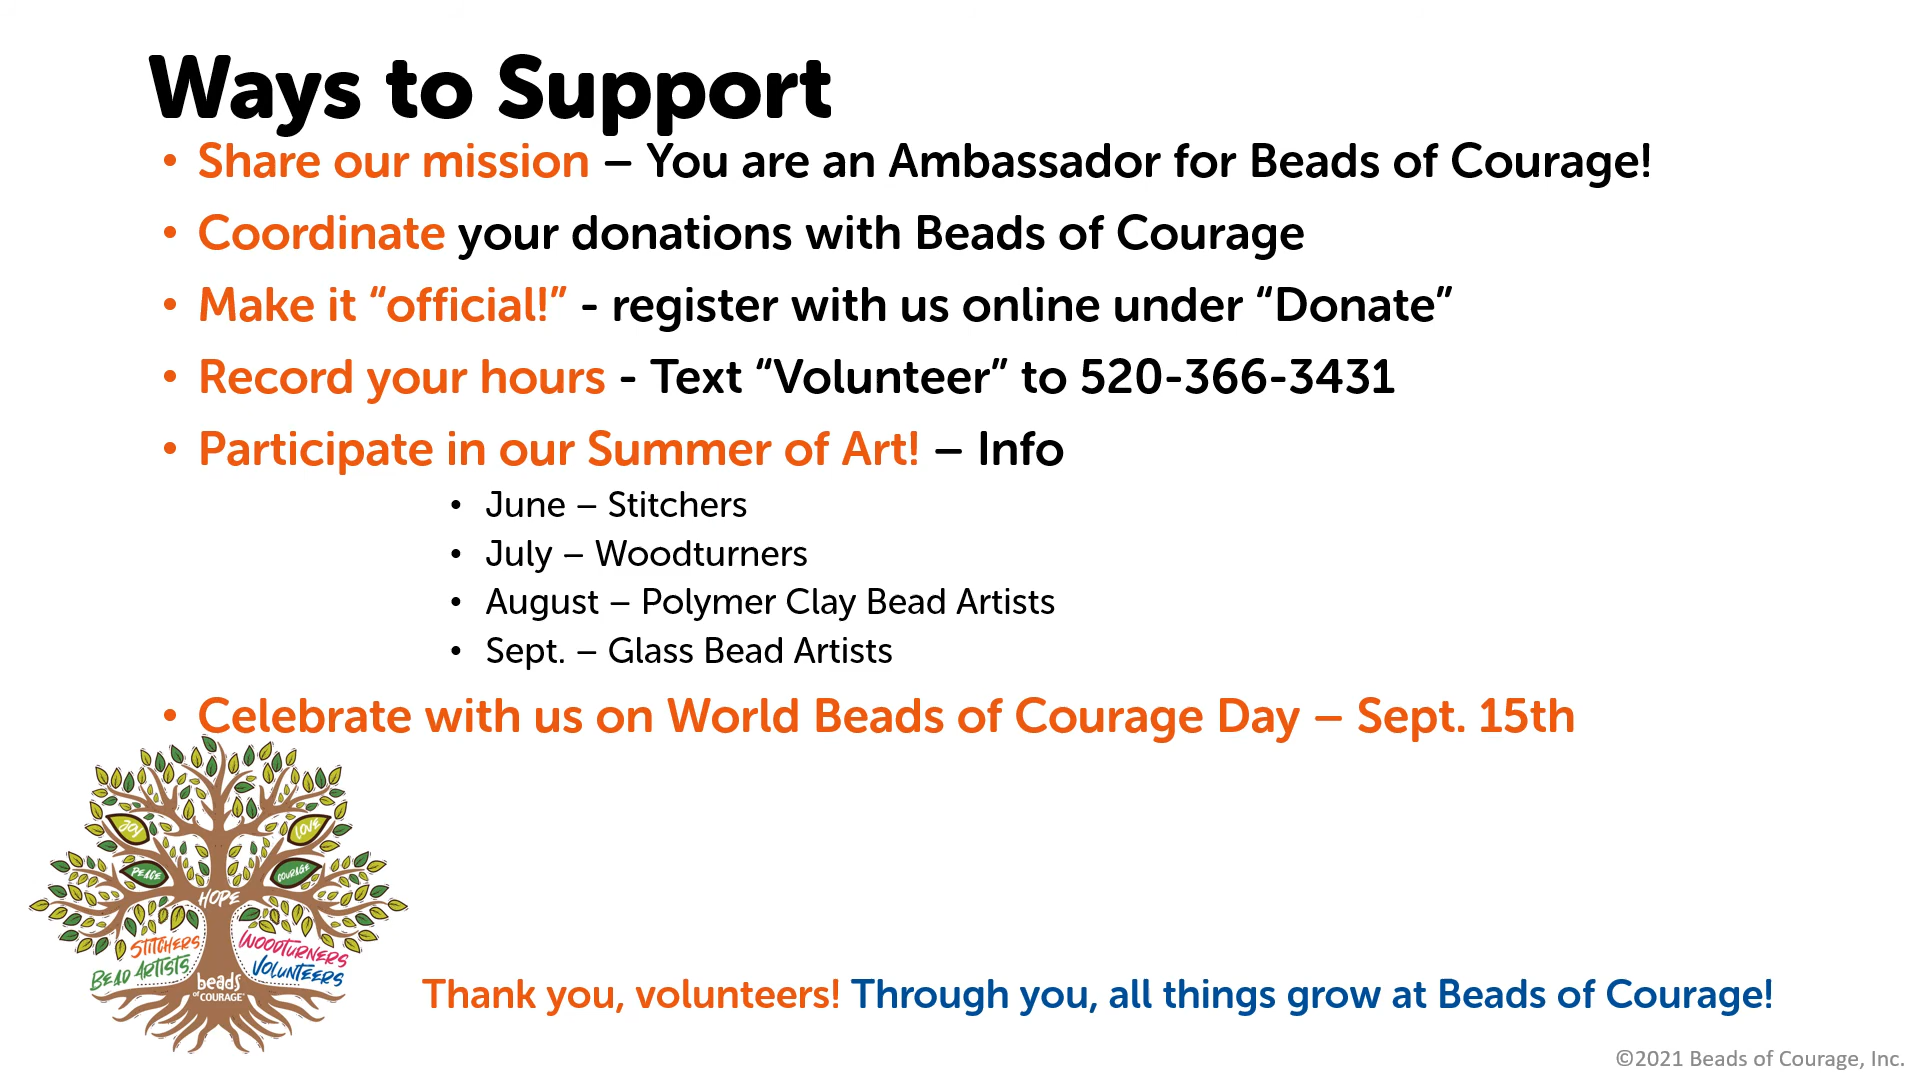 Ways to Support
• Share our mission – You are an Ambassador for Beads of Courage!
• Coordinate your donations with Beads of Courage
• Make it “official!” - register with us online under “Donate”
• Record your hours - Text “Volunteer” to 520-366-3431
• Participate in our Summer of Art! – Info
• June – Stitchers
• July – Woodturners
• August – Polymer Clay Bead Artists
• Sept. – Glass Bead Artists
• Celebrate with us on World Beads of Courage Day – Sept. 15th
JOY
LOVE
PEACE
COURAGE
HOPE
STITCHERS
WOODTURNERS
BEAD ARTISTS
VOLUNTEERS
beads
OF COURAGE
Thank you, volunteers! Through you, all things grow at Beads of Courage!
©2021 Beads of Courage, Inc.